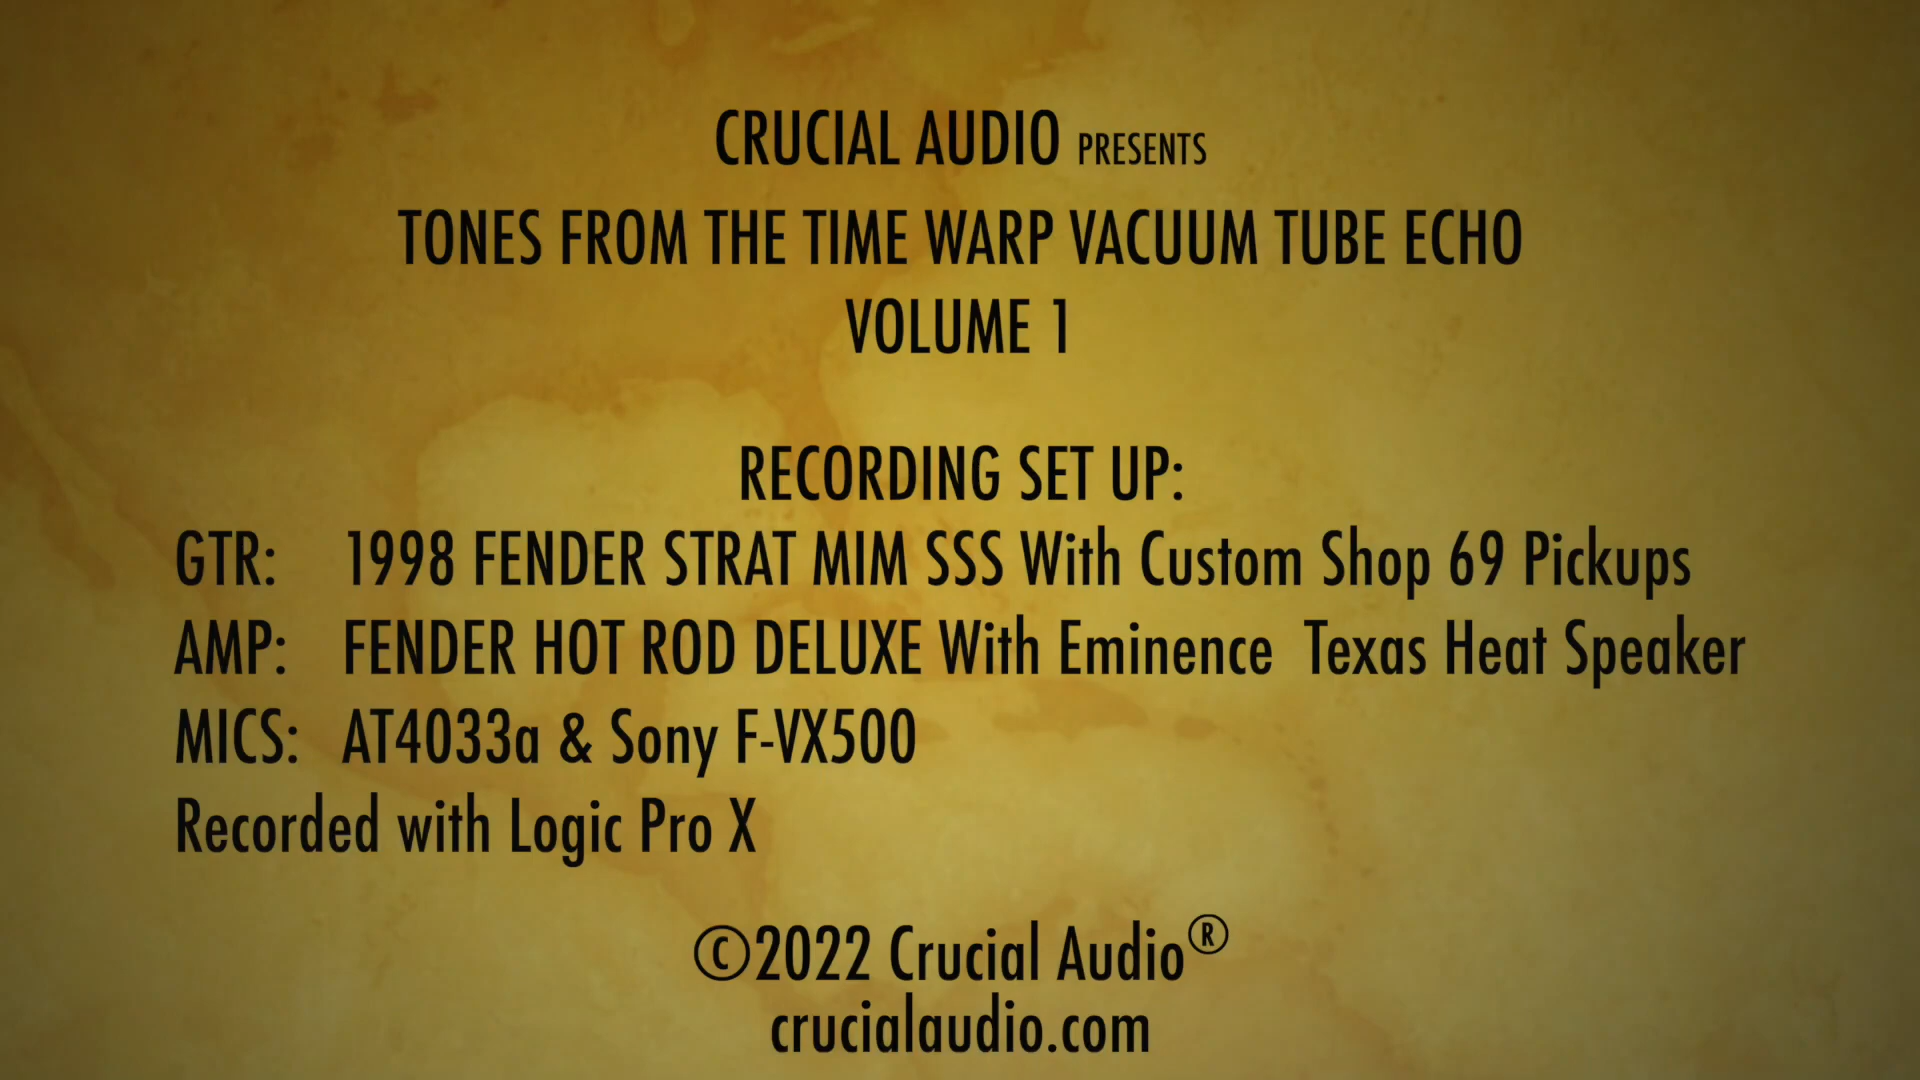 CRUCIAL AUDIO PRESENTS
TONES FROM THE TIME WARP VACUUM TUBE ECHO
VOLUME 1
RECORDING SET UP:
GTR: 1998 FENDER STRAT MIM SSS With Custom Shop 69 Pickups
AMP: FENDER HOT ROD DELUXE With Eminence Texas Heat Speaker
MICS: AT4033a & Sony F-VX500
Recorded with Logic Pro X
©2022 Crucial Audio®
crucialaudio.com